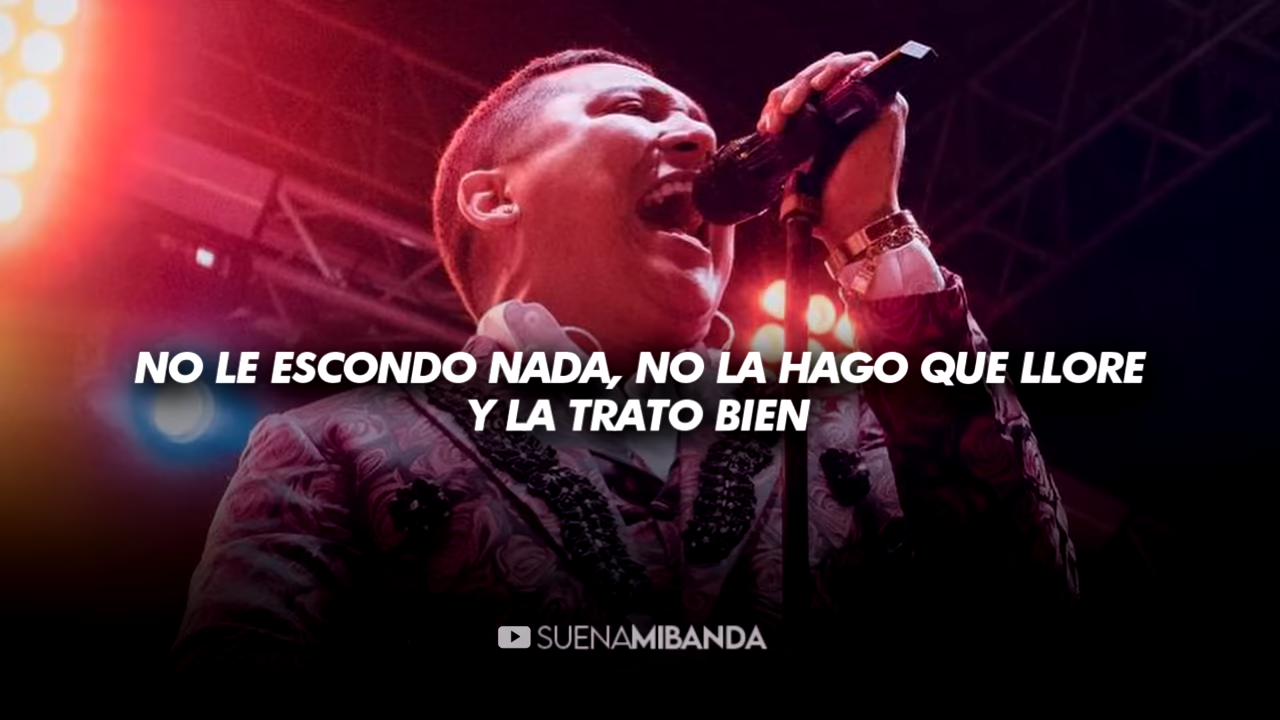 NO LE ESCONDO NADA, NO LA HAGO QUE LLORE
Y LA TRATO BIEN
SUENAMIBANDA